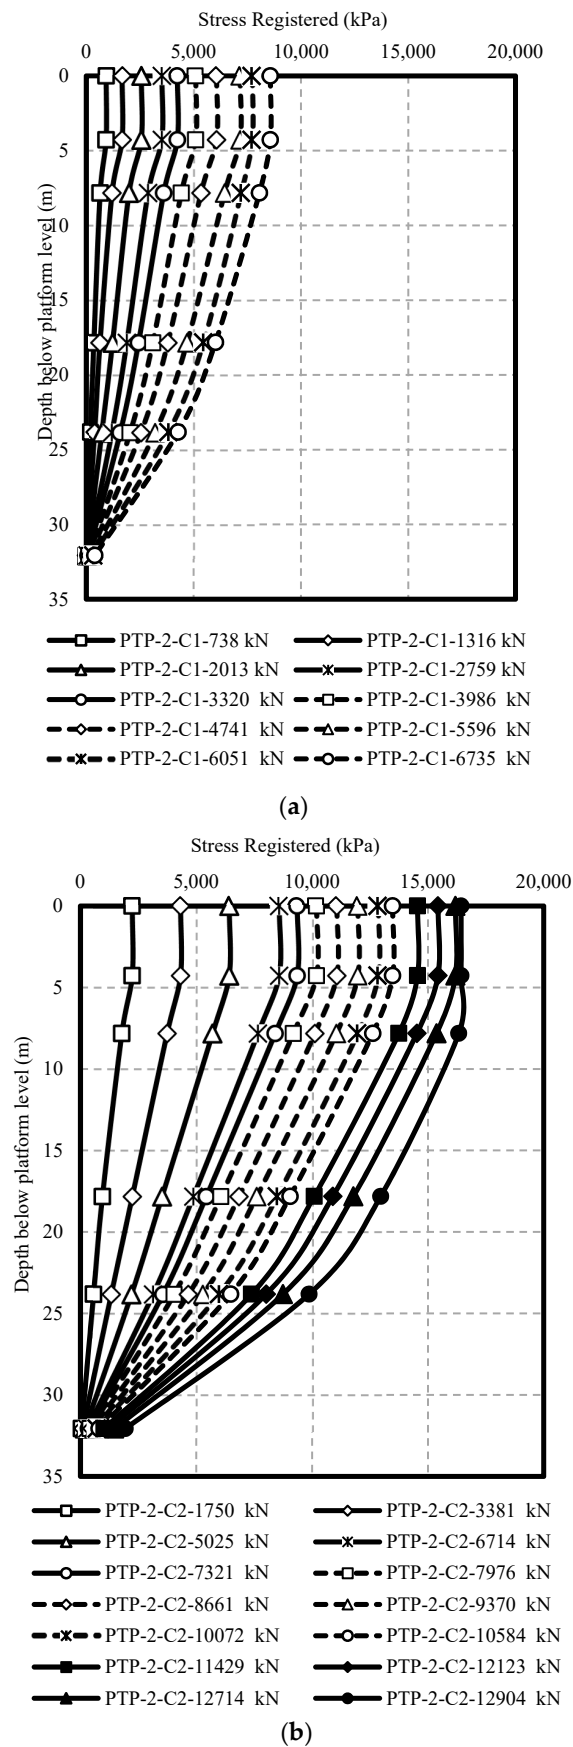 Stress Registered (kPa)
0 5,000 10,000 15,000 20,000
0
5
10
15
20
25
30
35
Depth below platform level (m)
PTP-2-C1-738 kN PTP-2-C1-1316 kN
PTP-2-C1-2013 kN PTP-2-C1-2759 kN
PTP-2-C1-3320 kN PTP-2-C1-3986 kN
PTP-2-C1-4741 kN PTP-2-C1-5596 kN
PTP-2-C1-6051 kN PTP-2-C1-6735 kN
(a)
Stress Registered (kPa)
0 5,000 10,000 15,000 20,000
0
5
10
15
20
25
30
35
Depth below platform level (m)
PTP-2-C2-1750 kN PTP-2-C2-3381 kN
PTP-2-C2-5025 kN PTP-2-C2-6714 kN
PTP-2-C2-7321 kN PTP-2-C2-7976 kN
PTP-2-C2-8661 kN PTP-2-C2-9370 kN
PTP-2-C2-10072 kN PTP-2-C2-10584 kN
PTP-2-C2-11429 kN PTP-2-C2-12123 kN
PTP-2-C2-12714 kN PTP-2-C2-12904 kN
(b)